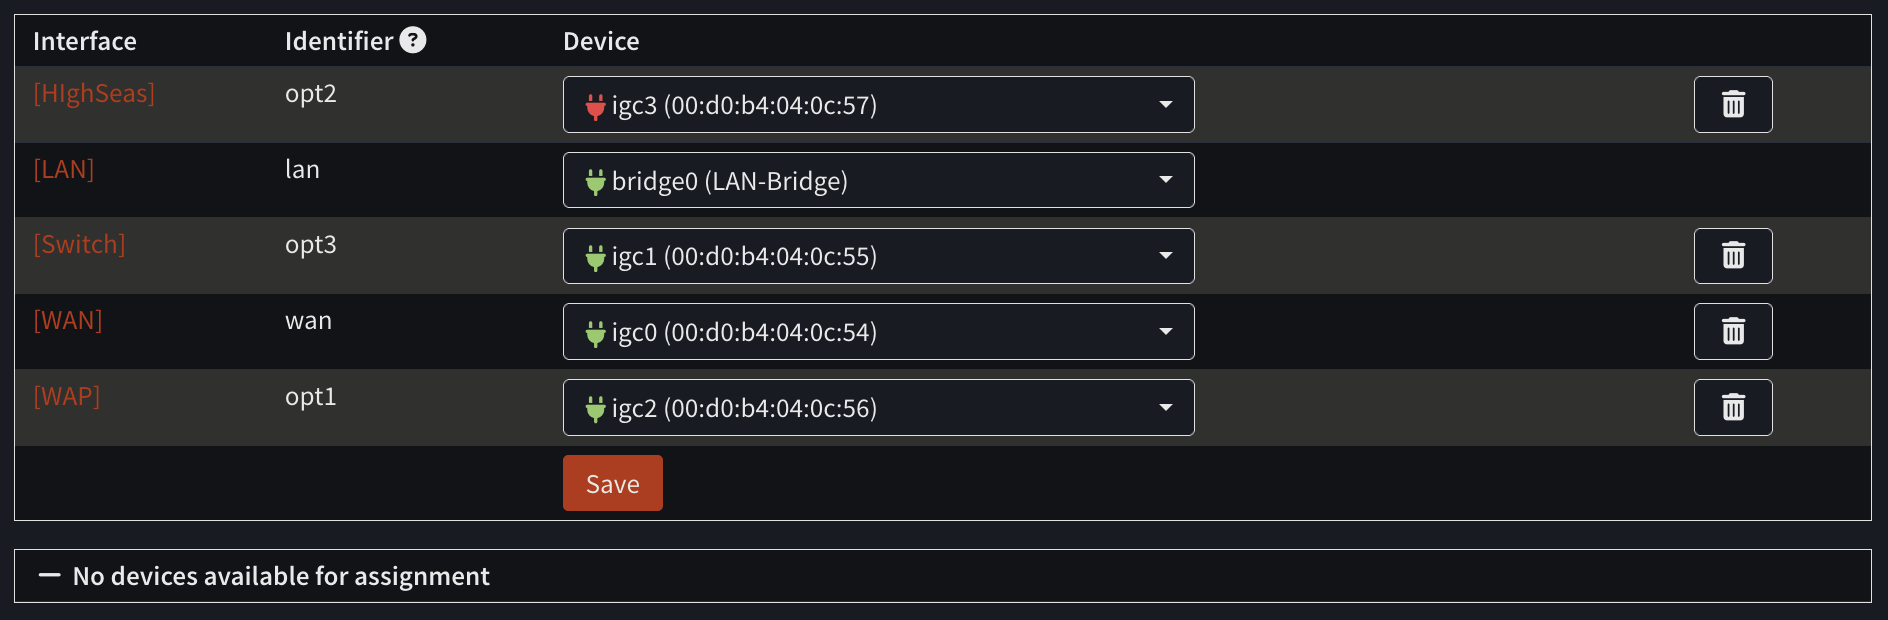 Interface Identifier ? Device
[HIghSeas] opt2 igc3 (00:d0:b4:04:0c:57)
[LAN] lan bridge0 (LAN-Bridge)
[Switch] opt3 igc1 (00:d0:b4:04:0c:55)
[WAN] wan igc0 (00:d0:b4:04:0c:54)
[WAP] opt1 igc2 (00:d0:b4:04:0c:56)
Save
No devices available for assignment